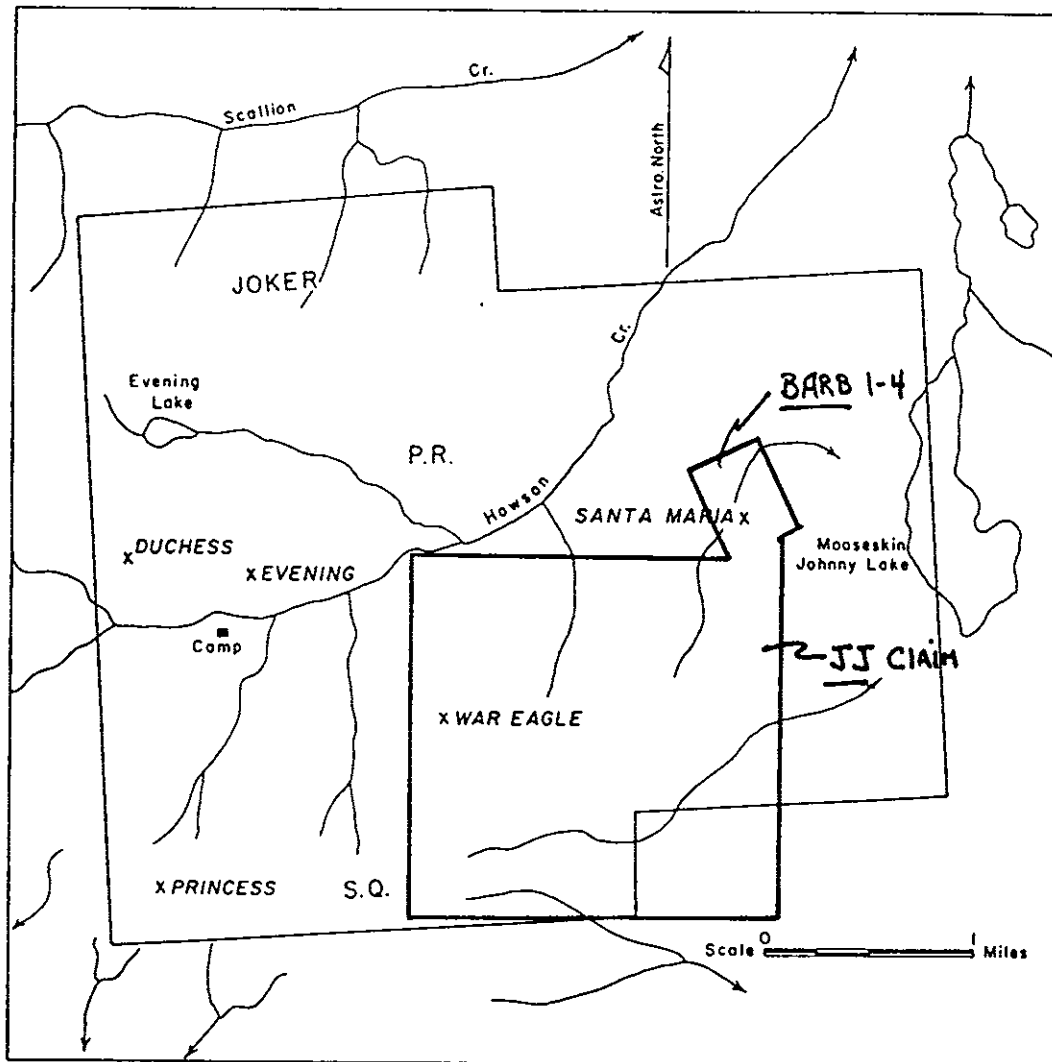 Scallion
Cr.
Astro. North
JOKER
Cr.
Evening
Lake
BARB 1-4
P.R.
Howson
SANTA MARIA x
x DUCHESS
x EVENING
Mooseskin
Johnny Lake
Camp
JJ CLAIM
x WAR EAGLE
x PRINCESS
S.Q.
0 1
Scale Miles